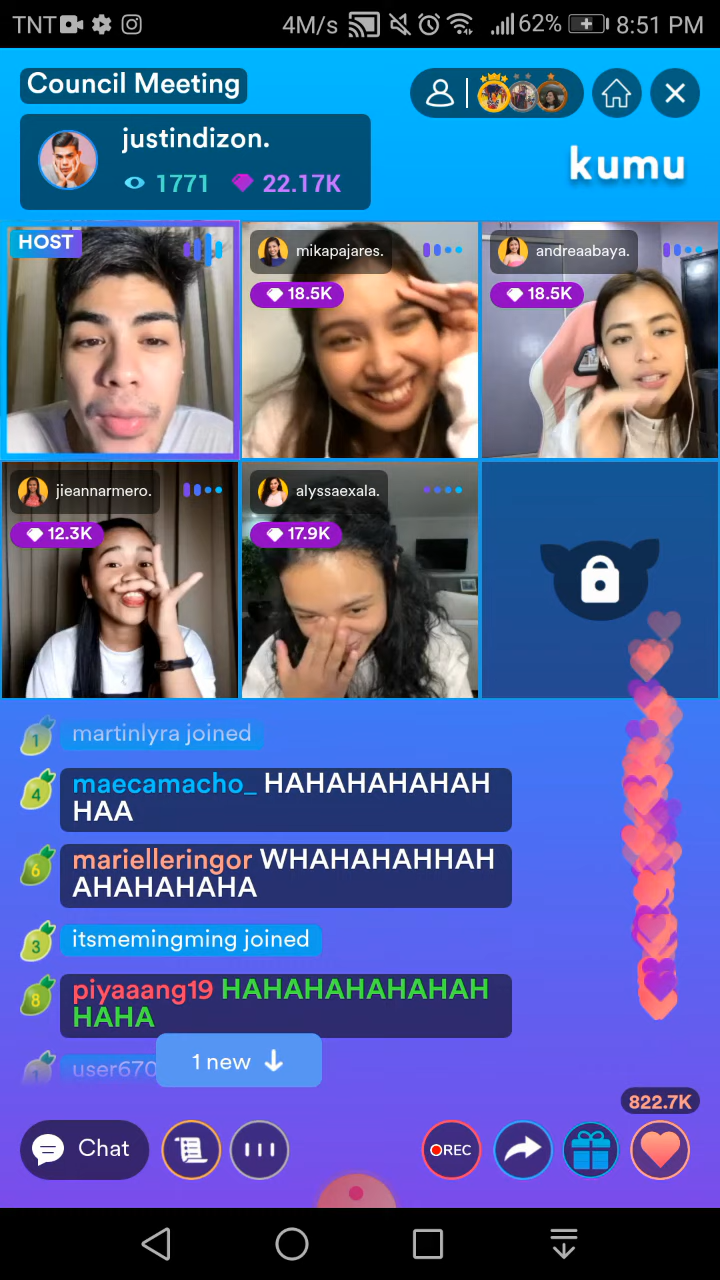 TNT 4M/s 62% 8:51 PM
Council Meeting
justindizon.
1771 22.17K
kumu
HOST
mikapajares.
18.5K
andreaabaya.
18.5K
jieannarmero.
12.3K
alyssaexala.
17.9K
1 martinlyra joined
4 maecamacho_ HAHAHAHAHAH
HAA
6 marielleringor WHAHAHAHHAH
AHAHAHAHA
3 itsmemingming joined
8 piyaaang19 HAHAHAHAHAHAH
HAHA
1 user670
1 new
822.7K
Chat
REC